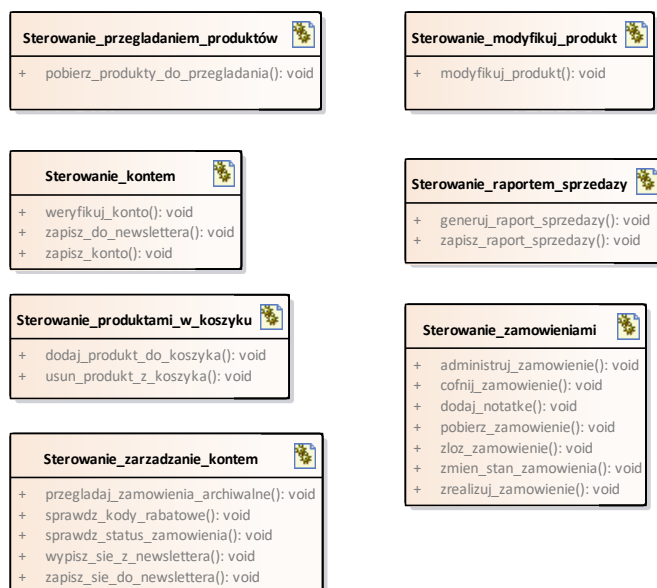 Sterowanie_przegladaniem_produktów
+ pobierz_produkty_do_przegladania(): void
Sterowanie_kontem
+ weryfikuj_konto(): void
+ zapisz_do_newslettera(): void
+ zapisz_konto(): void
Sterowanie_produktami_w_koszyku
+ dodaj_produkt_do_koszyka(): void
+ usun_produkt_z_koszyka(): void
Sterowanie_zarzadzanie_kontem
+ przegladaj_zamowienia_archiwalne(): void
+ sprawdz_kody_rabatowe(): void
+ sprawdz_status_zamowienia(): void
+ wypisz_sie_z_newslettera(): void
+ zapisz_sie_do_newslettera(): void
Sterowanie_modyfikuj_produkt
+ modyfikuj_produkt(): void
Sterowanie_raportem_sprzedazy
+ generuj_raport_sprzedazy(): void
+ zapisz_raport_sprzedazy(): void
Sterowanie_zamowieniami
+ administruj_zamowienie(): void
+ cofnij_zamowienie(): void
+ dodaj_notatke(): void
+ pobierz_zamowienie(): void
+ zloz_zamowienie(): void
+ zmien_stan_zamowienia(): void
+ zrealizuj_zamowienie(): void